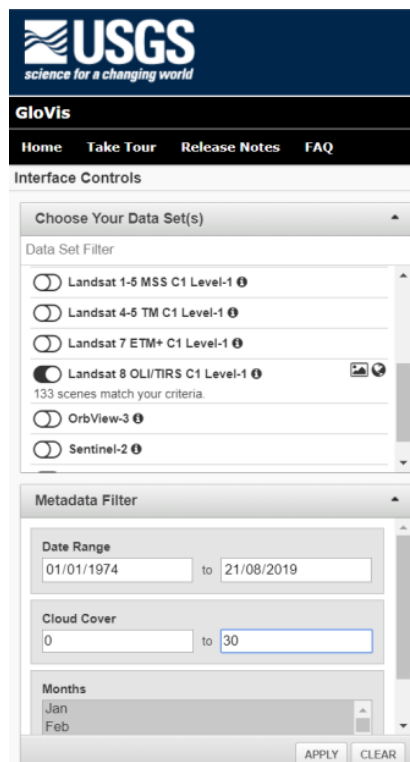 USGS
science for a changing world
GloVis
Home Take Tour Release Notes FAQ
Interface Controls
Choose Your Data Set(s)
Data Set Filter
Landsat 1-5 MSS C1 Level-1
Landsat 4-5 TM C1 Level-1
Landsat 7 ETM+ C1 Level-1
Landsat 8 OLI/TIRS C1 Level-1
133 scenes match your criteria.
OrbView-3
Sentinel-2
Metadata Filter
Date Range
01/01/1974 to 21/08/2019
Cloud Cover
0 to 30
Months
Jan
Feb
APPLY CLEAR